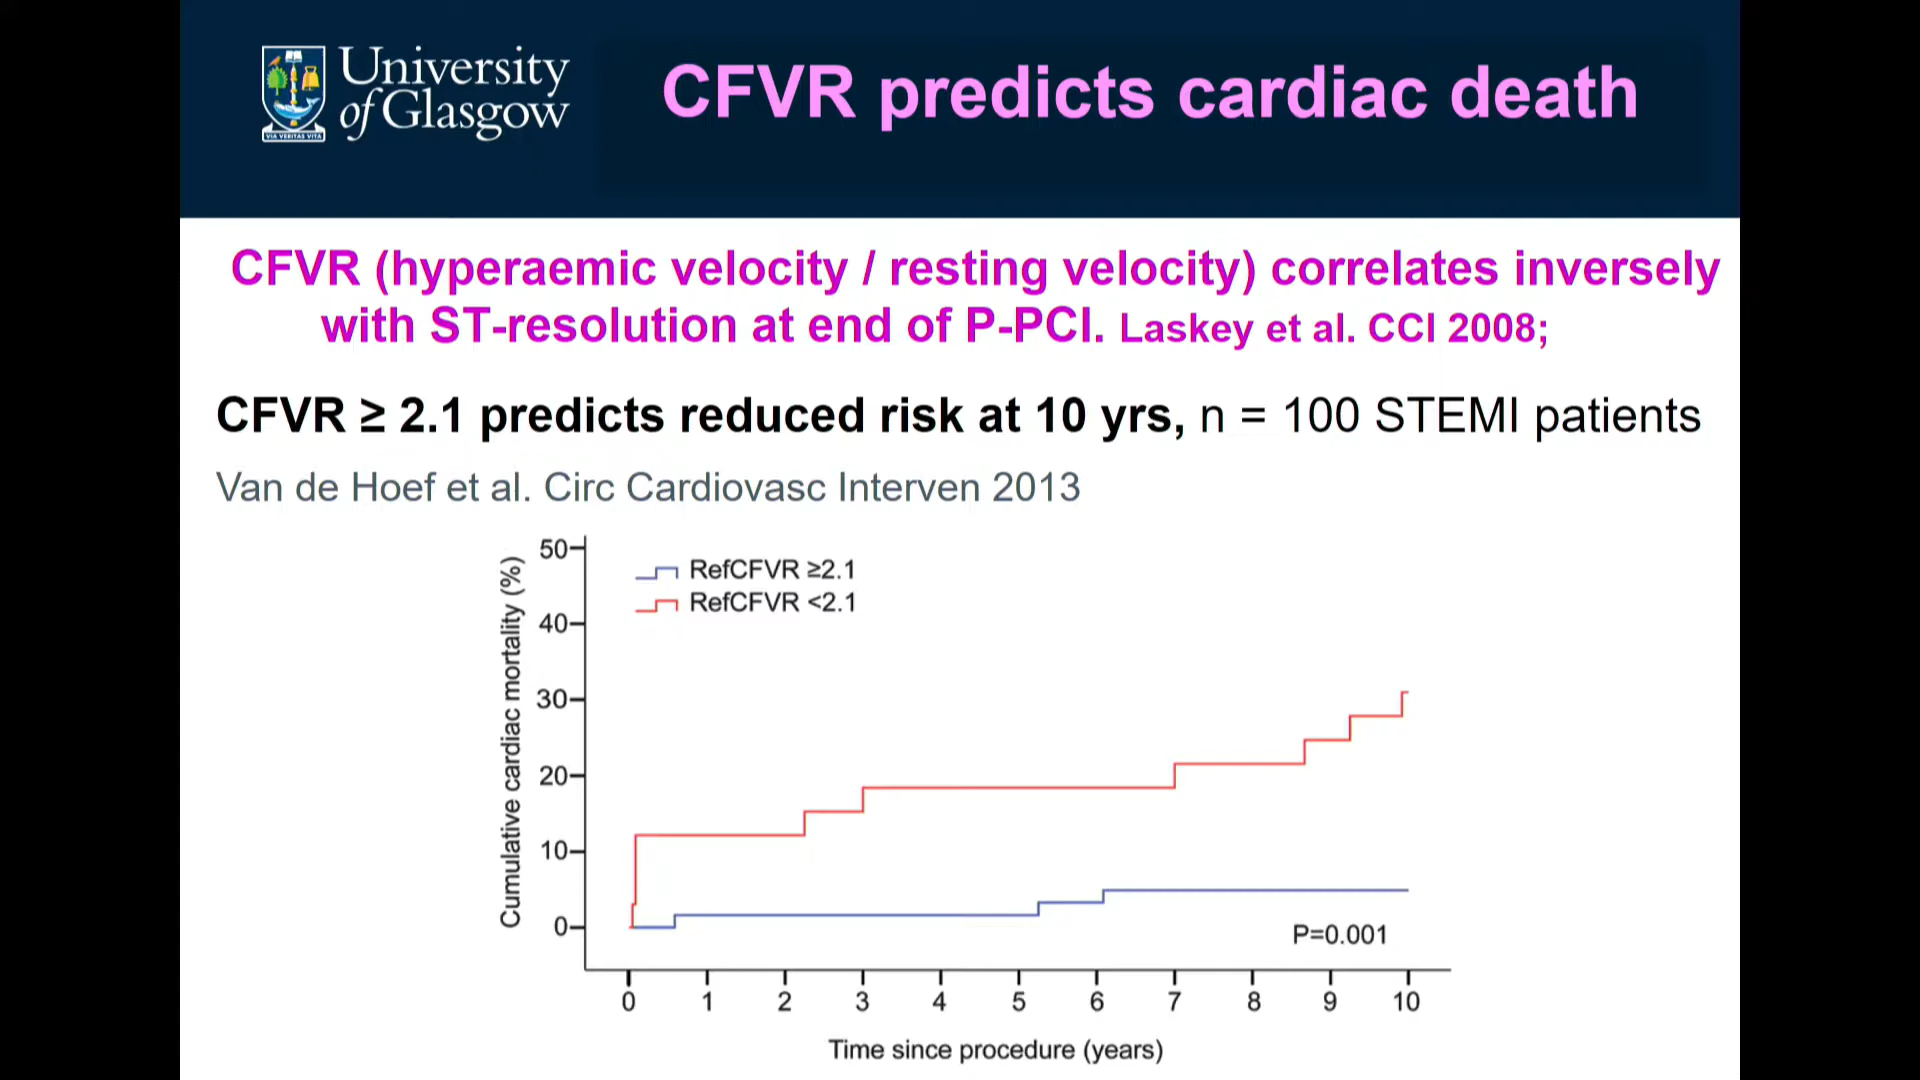 University
of Glasgow
VIA VERITAS VITA
CFVR predicts cardiac death
CFVR (hyperaemic velocity / resting velocity) correlates inversely
with ST-resolution at end of P-PCI. Laskey et al. CCI 2008;
CFVR ≥ 2.1 predicts reduced risk at 10 yrs, n = 100 STEMI patients
Van de Hoef et al. Circ Cardiovasc Interven 2013
Cumulative cardiac mortality (%)
50
40
30
20
10
0
RefCFVR ≥2.1
RefCFVR <2.1
P=0.001
0 1 2 3 4 5 6 7 8 9 10
Time since procedure (years)